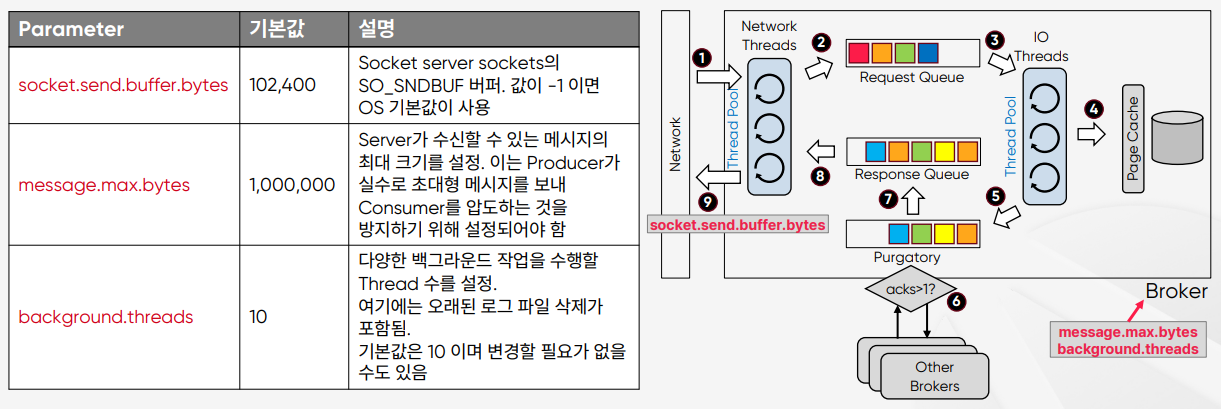 Parameter 기본값 설명
socket.send.buffer.bytes 102,400 Socket server sockets의
SO_SNDBUF 버퍼. 값이 -1 이면
OS 기본값이 사용
message.max.bytes 1,000,000 Server가 수신할 수 있는 메시지의
최대 크기를 설정. 이는 Producer가
실수로 초대형 메시지를 보내
Consumer를 압도하는 것을
방지하기 위해 설정되어야 함
background.threads 10 다양한 백그라운드 작업을 수행할
Thread 수를 설정.
여기에는 오래된 로그 파일 삭제가
포함됨.
기본값은 10 이며 변경할 필요가 없을
수도 있음
Network
1
Network
Threads
Thread Pool
2
Request Queue
3
IO
Threads
Thread Pool
4
Page Cache
5
Purgatory
acks>1?
6
Other
Brokers
7
Response Queue
8
9
socket.send.buffer.bytes
Broker
message.max.bytes
background.threads